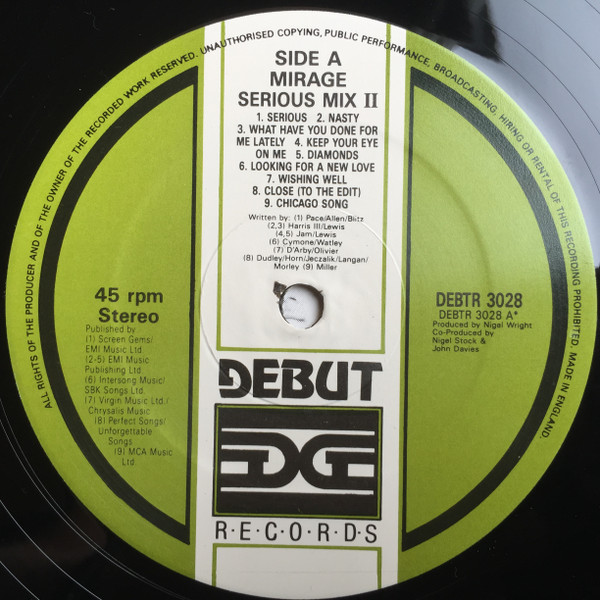 ALL RIGHTS OF THE PRODUCER AND OF THE OWNER OF THE RECORDED WORK RESERVED. UNAUTHORISED COPYING, PUBLIC PERFORMANCE, BROADCASTING, HIRING OR RENTAL OF THIS RECORDING PROHIBITED. MADE IN ENGLAND.
SIDE A
MIRAGE
SERIOUS MIX II
1. SERIOUS 2. NASTY
3. WHAT HAVE YOU DONE FOR
ME LATELY 4. KEEP YOUR EYE
ON ME 5. DIAMONDS
6. LOOKING FOR A NEW LOVE
7. WISHING WELL
8. CLOSE (TO THE EDIT)
9. CHICAGO SONG
Written by: (1) Pace/Allen/Blitz
(2,3) Harris III/Lewis
(4,5) Jam/Lewis
(6) Cymone/Watley
(7) D'Arby/Olivier
(8) Dudley/Horn/Jeczalik/Langan/
Morley (9) Miller
45 rpm
Stereo
Published by
(1) Screen Gems/
EMI Music Ltd
(2-5) EMI Music
Publishing Ltd
(6) Intersong Music/
SBK Songs Ltd.
(7) Virgin Music Ltd./
Chrysalis Music
(8) Perfect Songs/
Unforgettable
Songs
(9) MCA Music
Ltd
DEBTR 3028
DEBTR 3028 A*
Produced by Nigel Wright
Co-Produced by
Nigel Stock &
John Davies
DEBUT
R·E·C·O·R·D·S